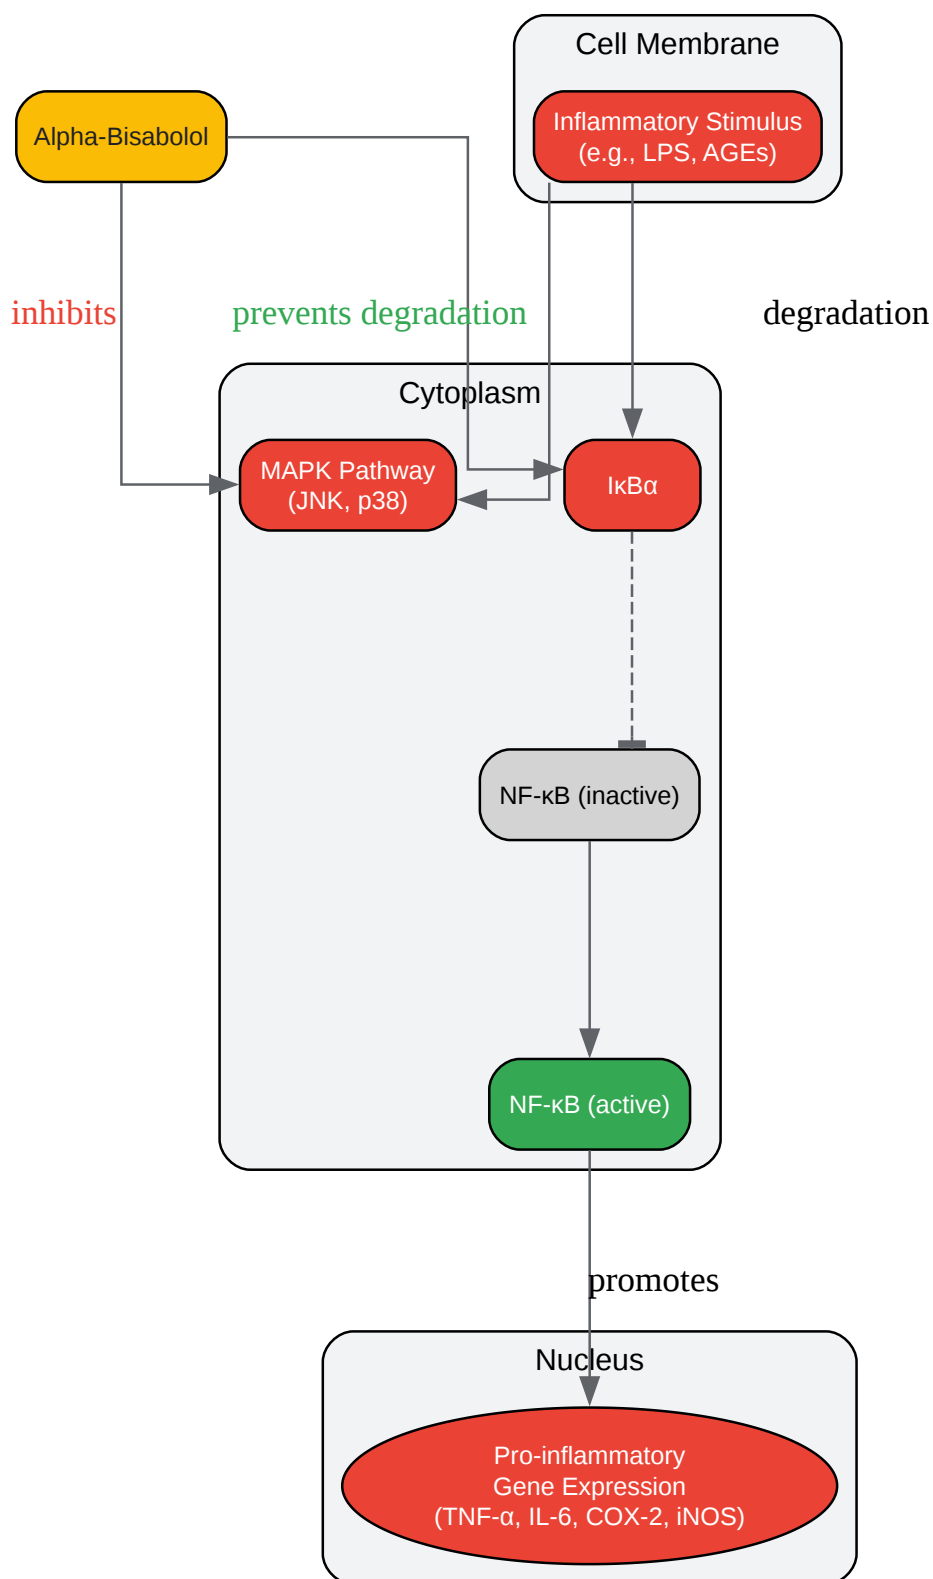 Cell Membrane
Alpha-Bisabolol
Inflammatory Stimulus
(e.g., LPS, AGEs)
inhibits
prevents degradation
degradation
Cytoplasm
MAPK Pathway
(JNK, p38)
IκBα
NF-κB (inactive)
NF-κB (active)
promotes
Nucleus
Pro-inflammatory
Gene Expression
(TNF-α, IL-6, COX-2, iNOS)